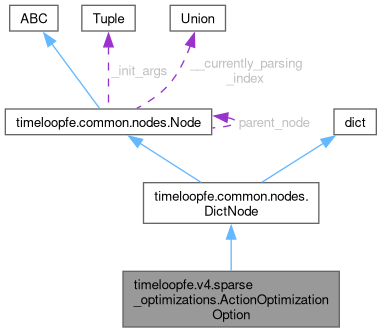 ABC
Tuple
Union
_init_args
__currently_parsing
_index
timeloopfe.common.nodes.Node
parent_node
dict
timeloopfe.common.nodes.
DictNode
timeloopfe.v4.sparse
_optimizations.ActionOptimization
Option